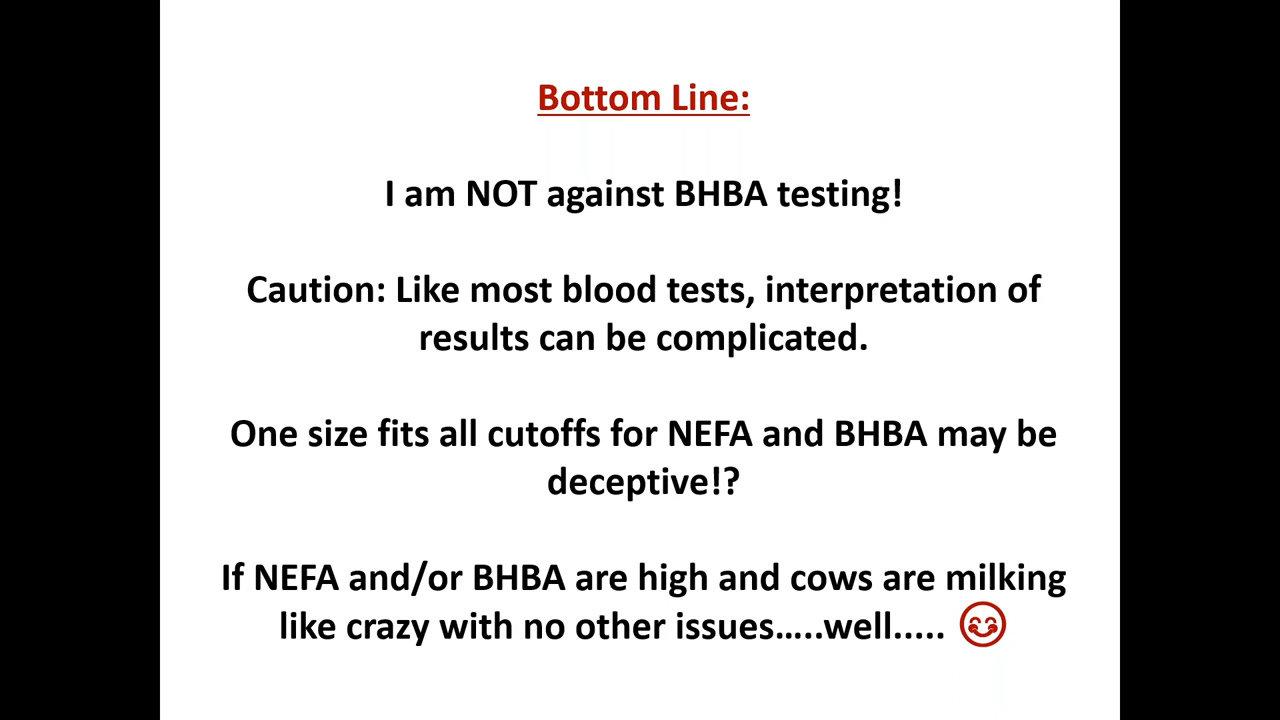 Bottom Line:
I am NOT against BHBA testing!
Caution: Like most blood tests, interpretation of
results can be complicated.
One size fits all cutoffs for NEFA and BHBA may be
deceptive!?
If NEFA and/or BHBA are high and cows are milking
like crazy with no other issues…..well..... 😊